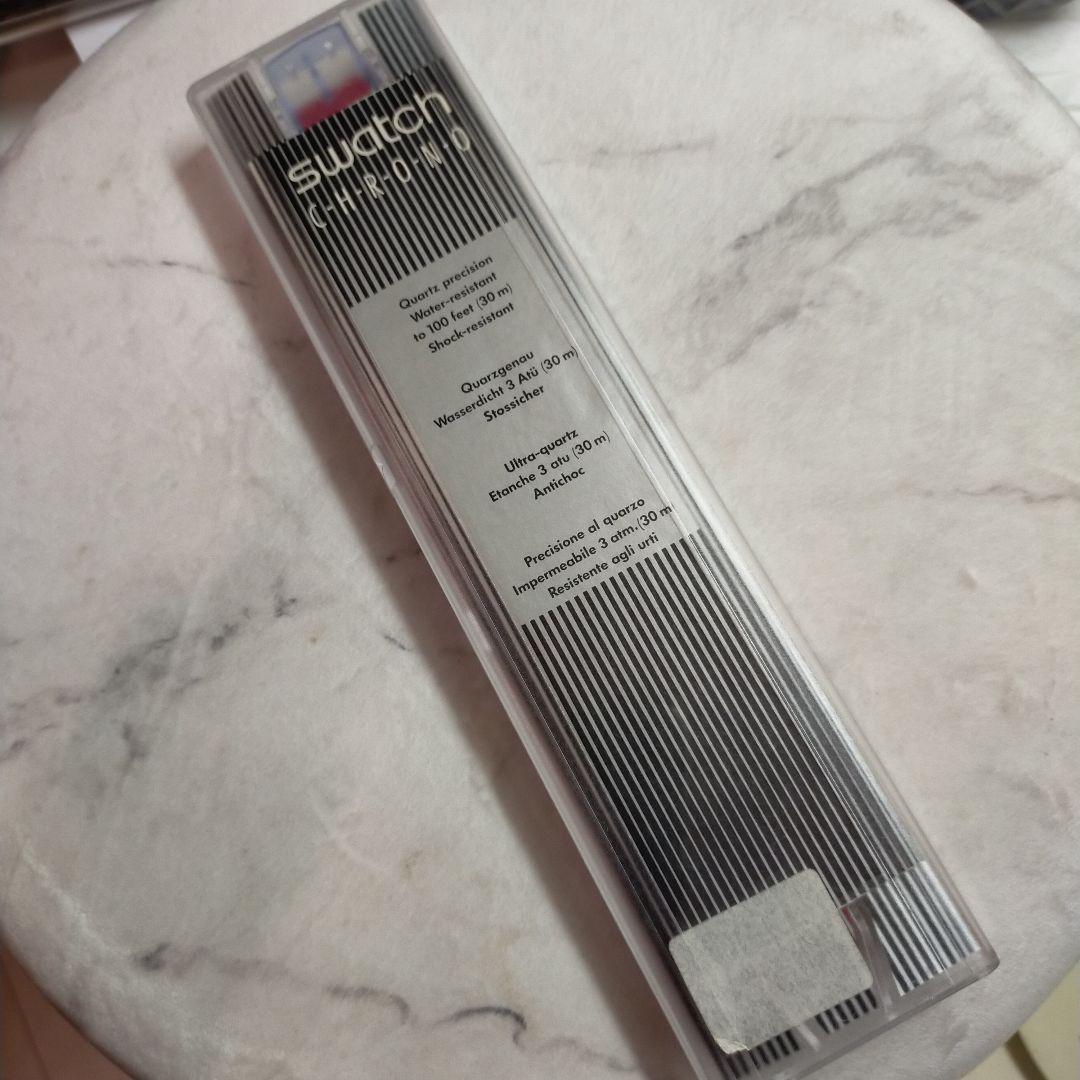 swatch
C-H-R-O-N-O
Quartz precision
Water-resistant
to 100 feet (30 m)
Shock-resistant
Quarzgenau
Wasserdicht 3 Atü (30 m)
Stossicher
Ultra-quartz
Etanche 3 atu (30 m)
Antichoc
Precisione al quarzo
Impermeabile 3 atm.(30 m
Resistente agli urti